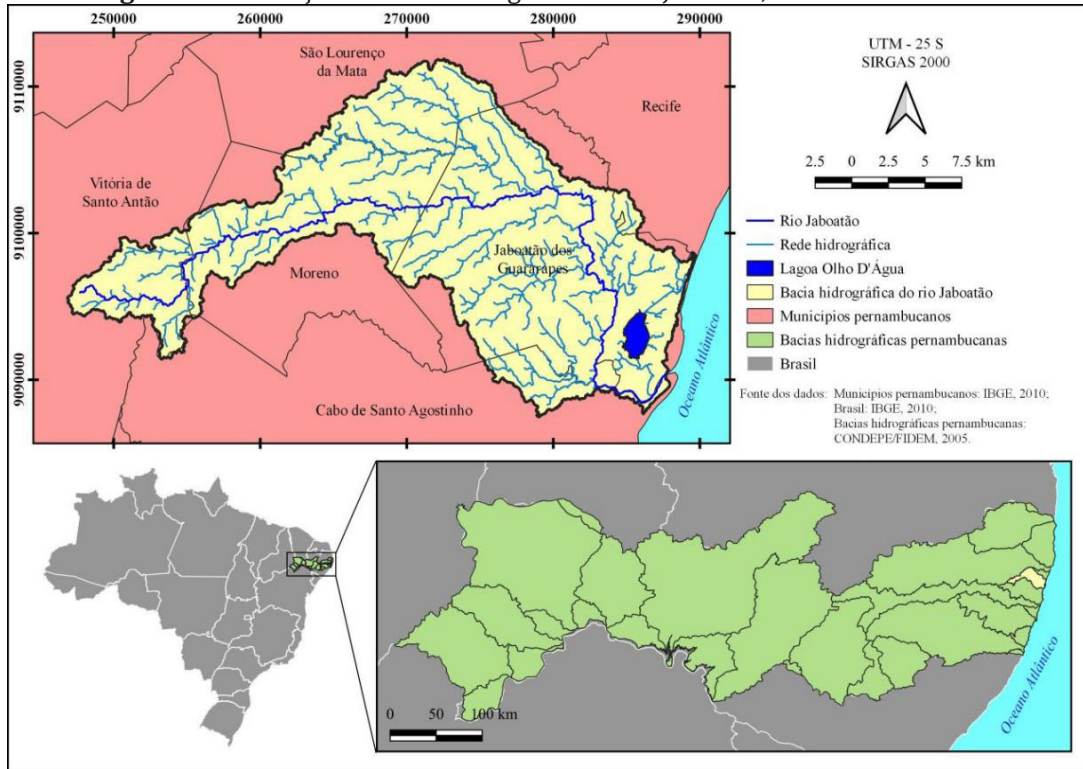 250000 260000 270000 280000 290000
9110000
9100000
9090000
São Lourenço
da Mata
Recife
Vitória de
Santo Antão
Moreno
Jaboatão dos
Guararapes
Cabo de Santo Agostinho
Oceano Atlântico
UTM - 25 S
SIRGAS 2000
2.5 0 2.5 5 7.5 km
Rio Jaboatão
Rede hidrográfica
Lagoa Olho D'Água
Bacia hidrográfica do rio Jaboatão
Municípios pernambucanos
Bacias hidrográficas pernambucanas
Brasil
Fonte dos dados: Municípios pernambucanos: IBGE, 2010;
Brasil: IBGE, 2010;
Bacias hidrográficas pernambucanas:
CONDEPE/FIDEM, 2005.
0 50 100 km
Oceano Atlântico